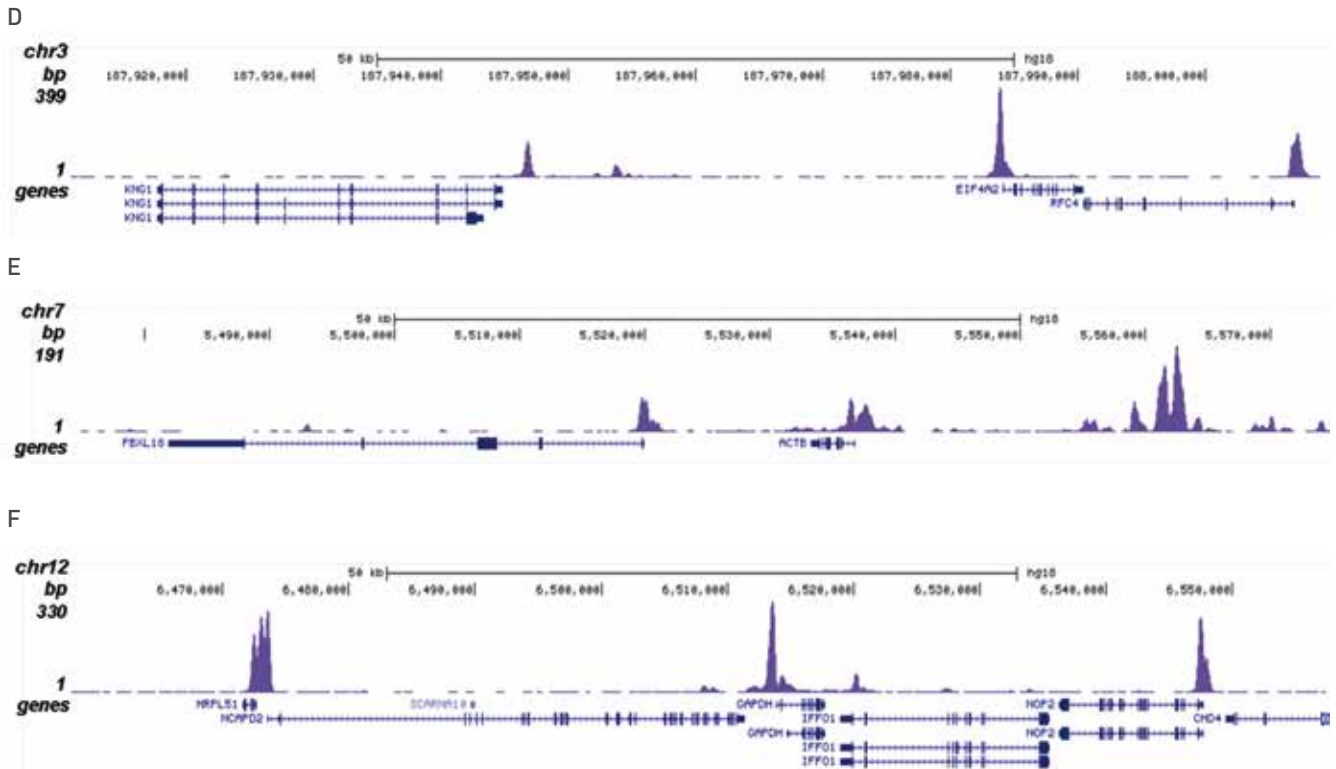 D
chr3
50 kb hg18
bp 187,920,000 187,930,000 187,940,000 187,950,000 187,960,000 187,970,000 187,980,000 187,990,000 188,000,000
399
1
genes KNG1 EIF4A2
KNG1 RFC4
KNG1
E
chr7
50 kb hg18
bp 5,490,000 5,500,000 5,510,000 5,520,000 5,530,000 5,540,000 5,550,000 5,560,000 5,570,000
191
1
genes FBXL18 ACTB
F
chr12
50 kb hg18
bp 6,470,000 6,480,000 6,490,000 6,500,000 6,510,000 6,520,000 6,530,000 6,540,000 6,550,000
330
1
genes MRPL51 SCARNA10 GAPDH NOP2
NCAPD2 IFFO1 CHD4
GAPDH IFFO1 NOP2
IFFO1
IFFO1